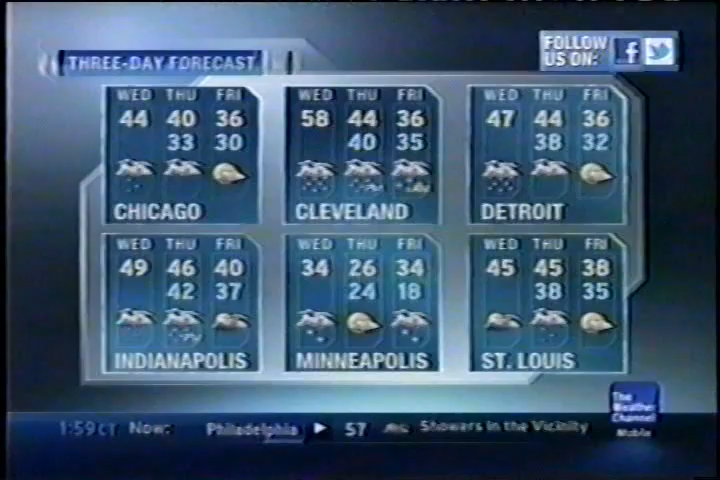 FOLLOW
US ON:
THREE-DAY FORECAST
WED THU FRI
44 40 36
33 30
CHICAGO
WED THU FRI
58 44 36
40 35
CLEVELAND
WED THU FRI
47 44 36
38 32
DETROIT
WED THU FRI
49 46 40
42 37
INDIANAPOLIS
WED THU FRI
34 26 34
24 18
MINNEAPOLIS
WED THU FRI
45 45 38
38 35
ST. LOUIS
The
Weather
Channel
Mobile
1:59CT Now: Philadelphia 57 Showers in the Vicinity